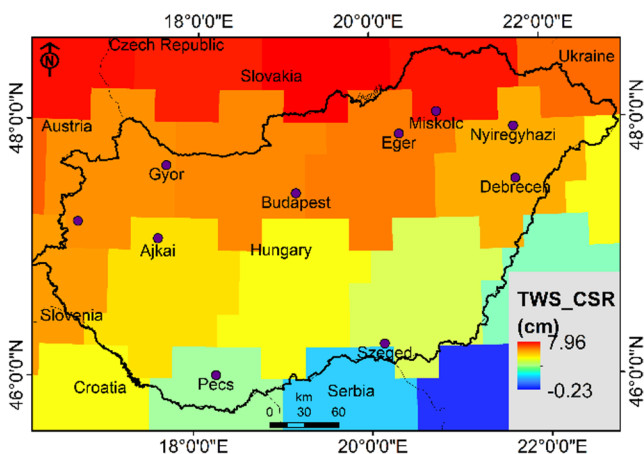 18°0'0"E 20°0'0"E 22°0'0"E
Czech Republic
Slovakia
Ukraine
N
48°0'0"N
48°0'0"N
Austria
Miskolc
Nyiregyhazi
Eger
Gyor
Debrecen
Budapest
Ajkai
Hungary
TWS_CSR
(cm)
7.96
-0.23
Slovenia
Szeged
46°0'0"N
46°0'0"N
Croatia
Pecs
Serbia
km
0 30 60
18°0'0"E 20°0'0"E 22°0'0"E